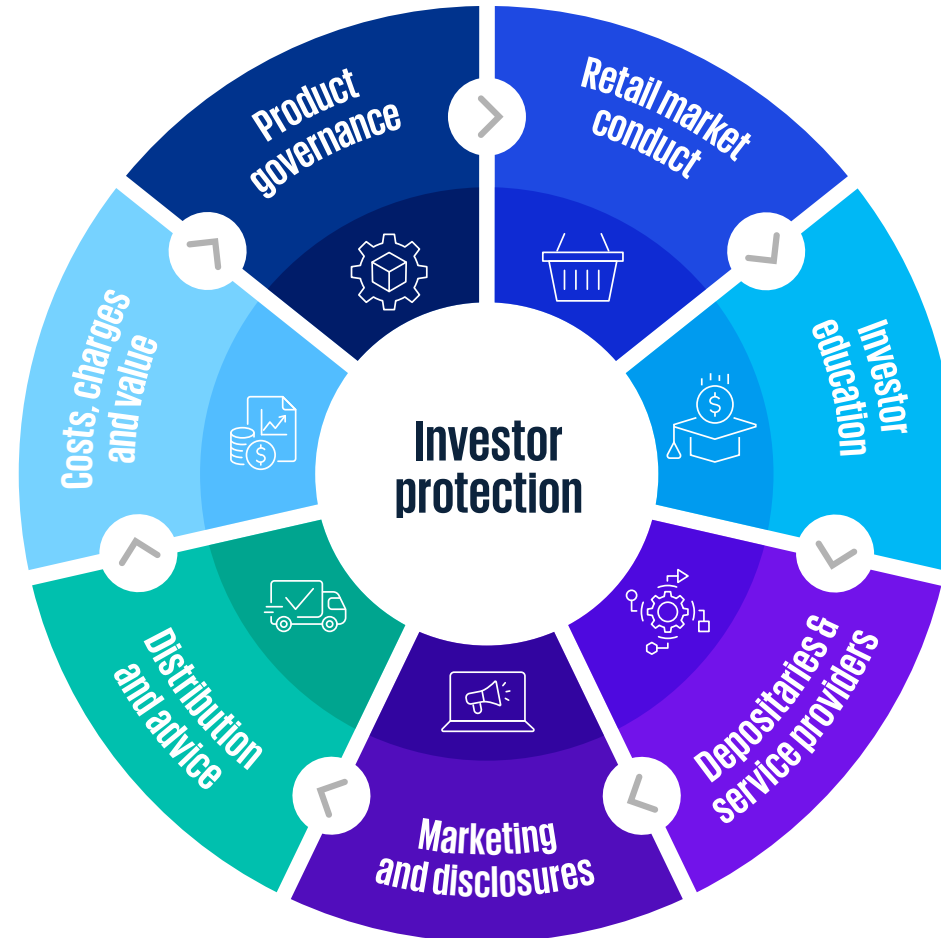 Product
governance
Retail market
conduct
Investor
education
Depositaries &
service providers
Marketing
and disclosures
Distribution
and advice
Costs, charges
and value
Investor
protection